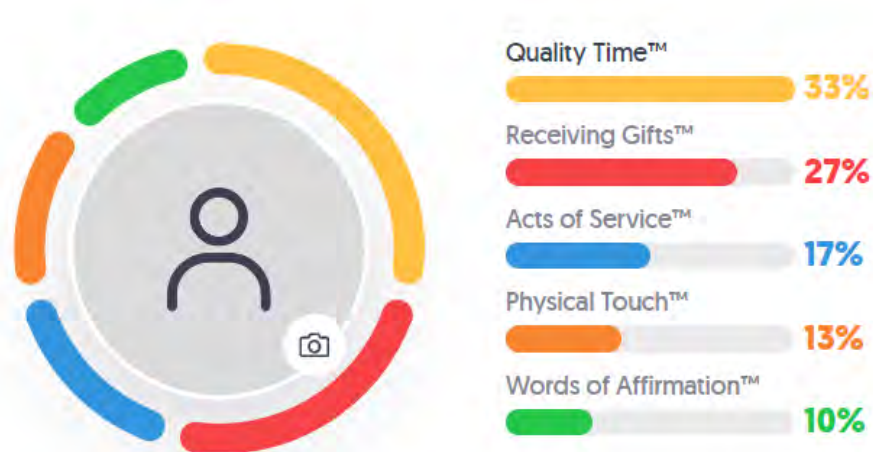 Quality Time™
33%
Receiving Gifts™
27%
Acts of Service™
17%
Physical Touch™
13%
Words of Affirmation™
10%